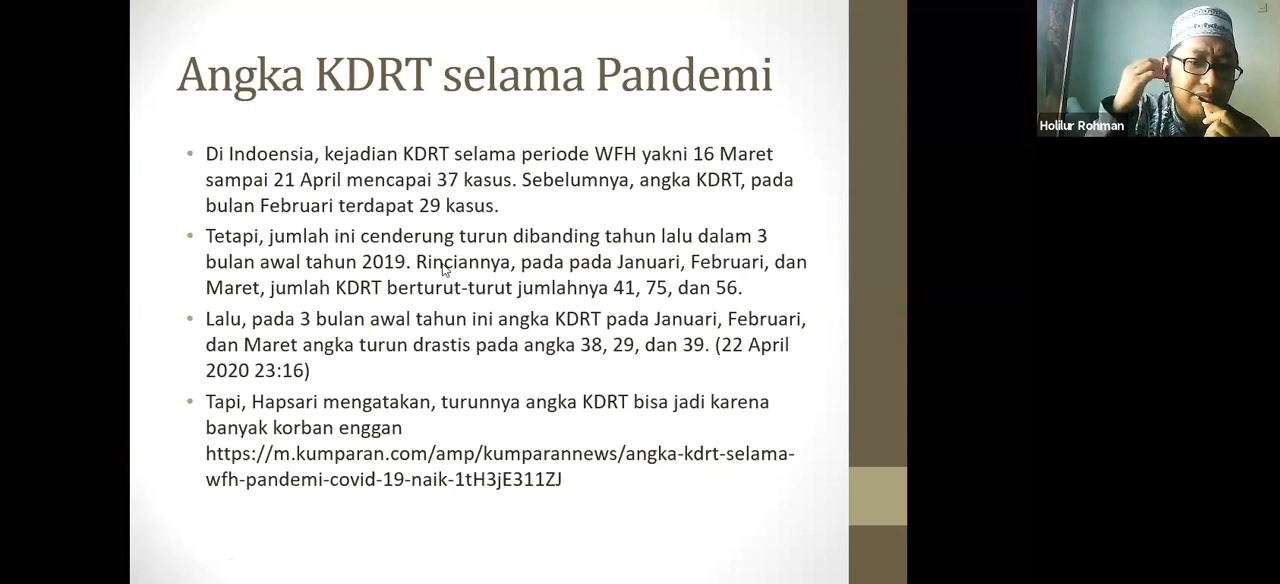 Angka KDRT selama Pandemi
• Di Indoensia, kejadian KDRT selama periode WFH yakni 16 Maret
sampai 21 April mencapai 37 kasus. Sebelumnya, angka KDRT, pada
bulan Februari terdapat 29 kasus.
• Tetapi, jumlah ini cenderung turun dibanding tahun lalu dalam 3
bulan awal tahun 2019. Rinciannya, pada pada Januari, Februari, dan
Maret, jumlah KDRT berturut-turut jumlahnya 41, 75, dan 56.
• Lalu, pada 3 bulan awal tahun ini angka KDRT pada Januari, Februari,
dan Maret angka turun drastis pada angka 38, 29, dan 39. (22 April
2020 23:16)
• Tapi, Hapsari mengatakan, turunnya angka KDRT bisa jadi karena
banyak korban enggan
https://m.kumparan.com/amp/kumparannews/angka-kdrt-selama-
wfh-pandemi-covid-19-naik-1tH3jE311ZJ
Holilur Rohman